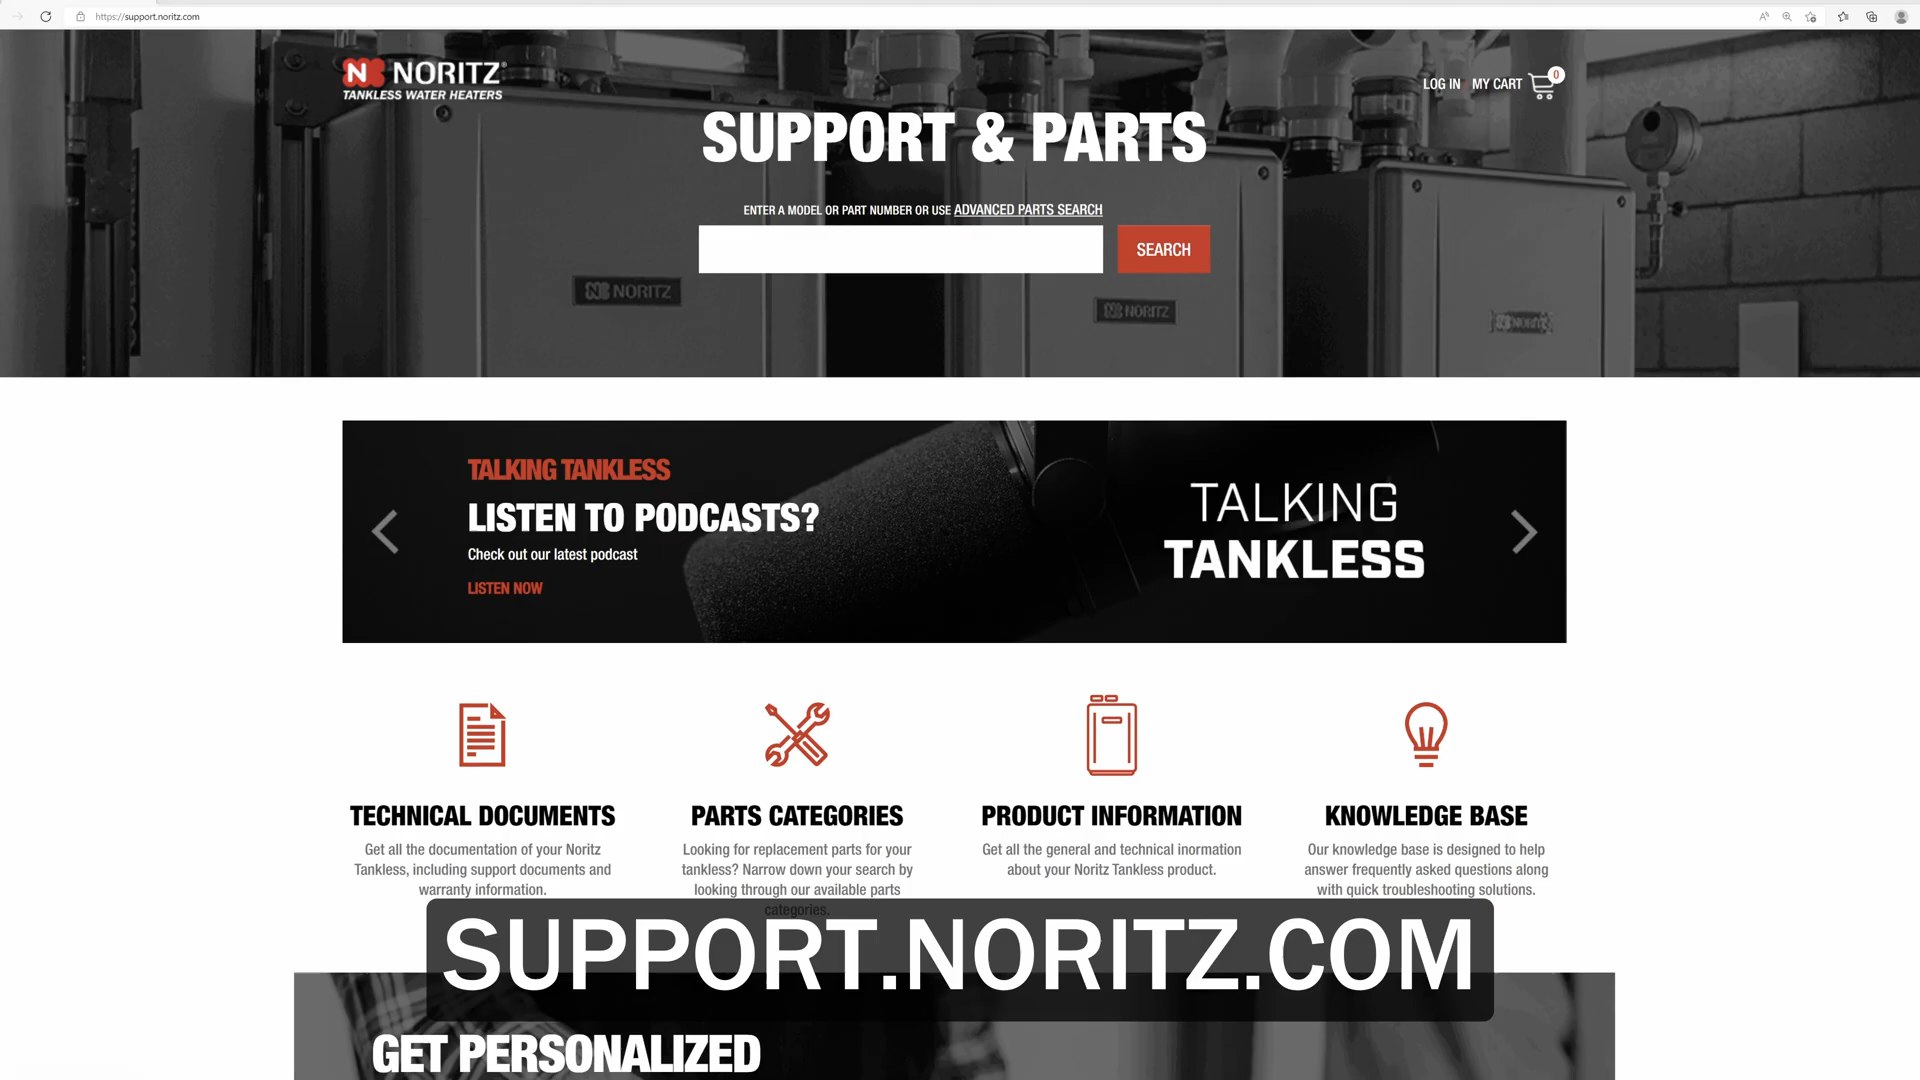 https://support.noritz.com
NORITZ®
TANKLESS WATER HEATERS
LOG IN
MY CART
0
SUPPORT & PARTS
ENTER A MODEL OR PART NUMBER OR USE ADVANCED PARTS SEARCH
SEARCH
NORITZ
NORITZ
NORITZ
TALKING TANKLESS
LISTEN TO PODCASTS?
Check out our latest podcast
LISTEN NOW
TALKING
TANKLESS
TECHNICAL DOCUMENTS
Get all the documentation of your Noritz
Tankless, including support documents and
warranty information.
PARTS CATEGORIES
Looking for replacement parts for your
tankless? Narrow down your search by
looking through our available parts
categories.
PRODUCT INFORMATION
Get all the general and technical inormation
about your Noritz Tankless product.
KNOWLEDGE BASE
Our knowledge base is designed to help
answer frequently asked questions along
with quick troubleshooting solutions.
SUPPORT.NORITZ.COM
GET PERSONALIZED